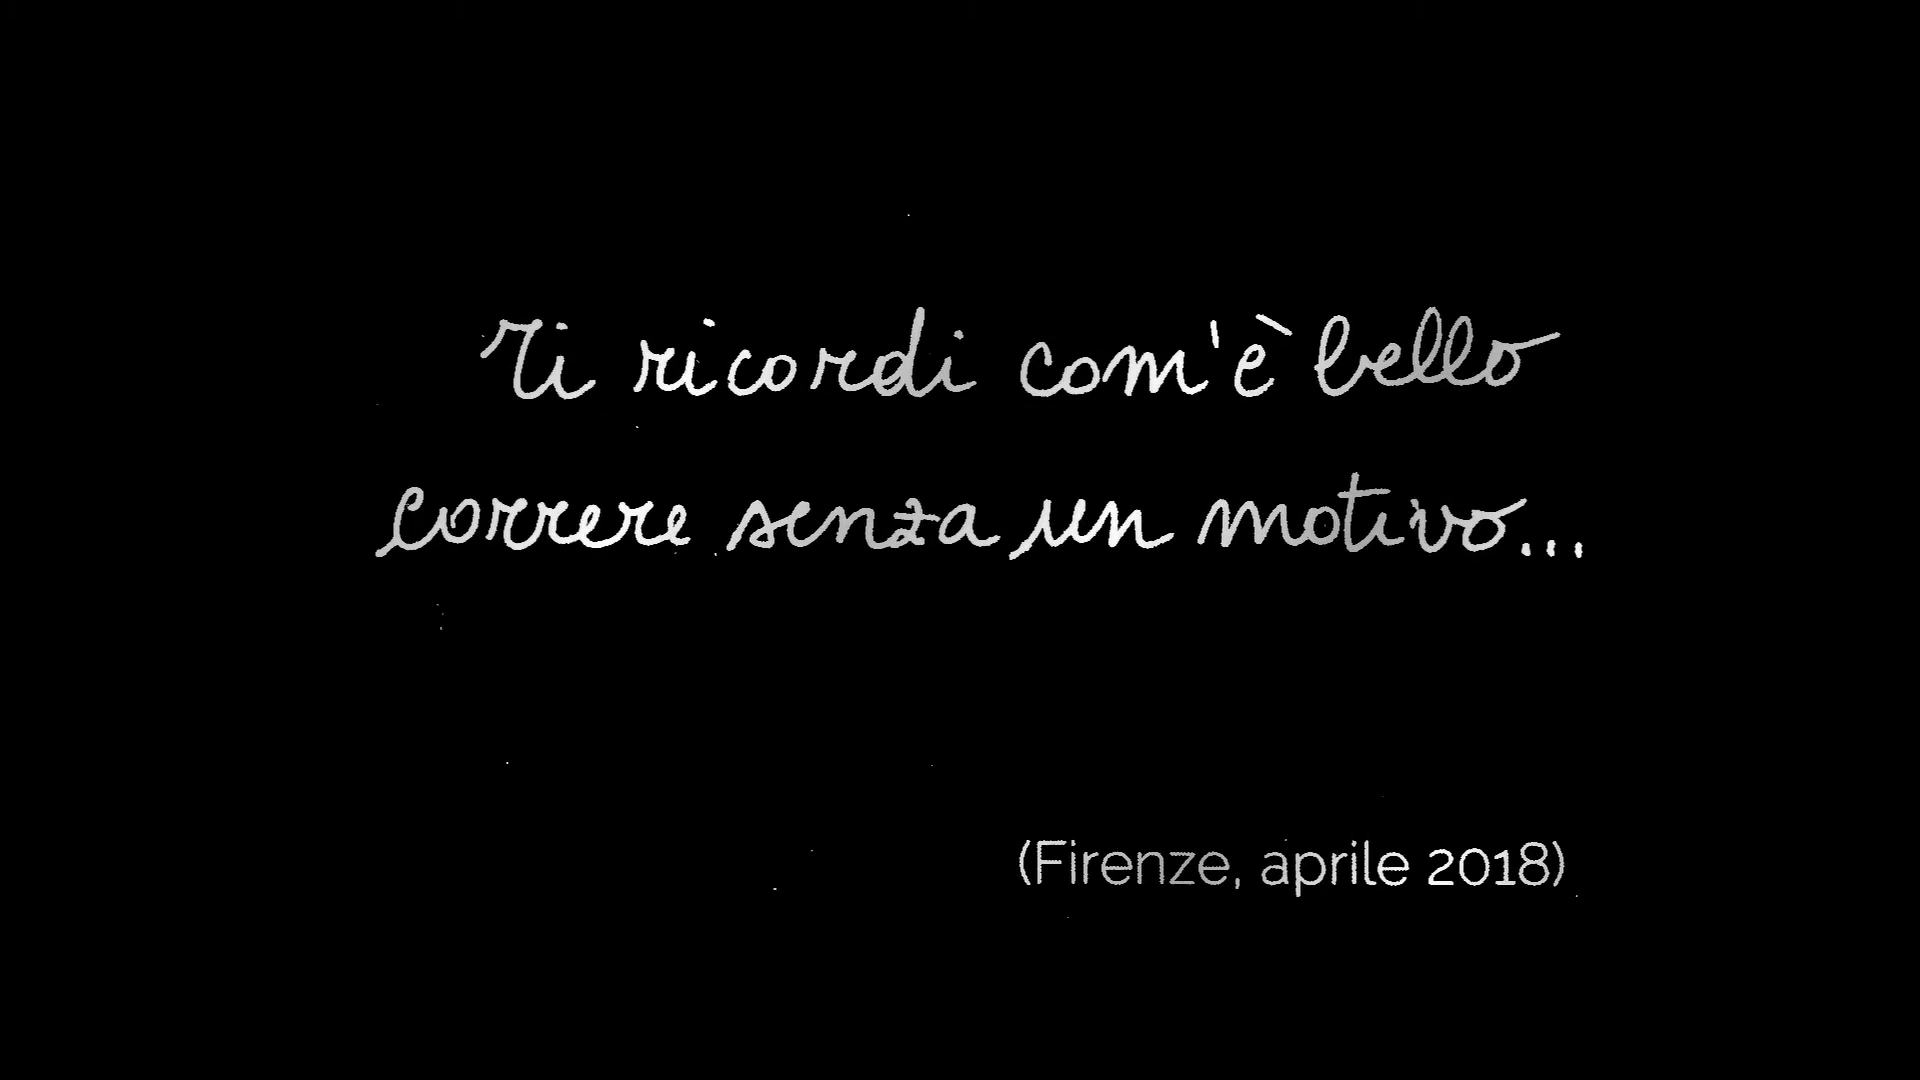 Ti ricordi com'è bello
correre senza un motivo...
(Firenze, aprile 2018)